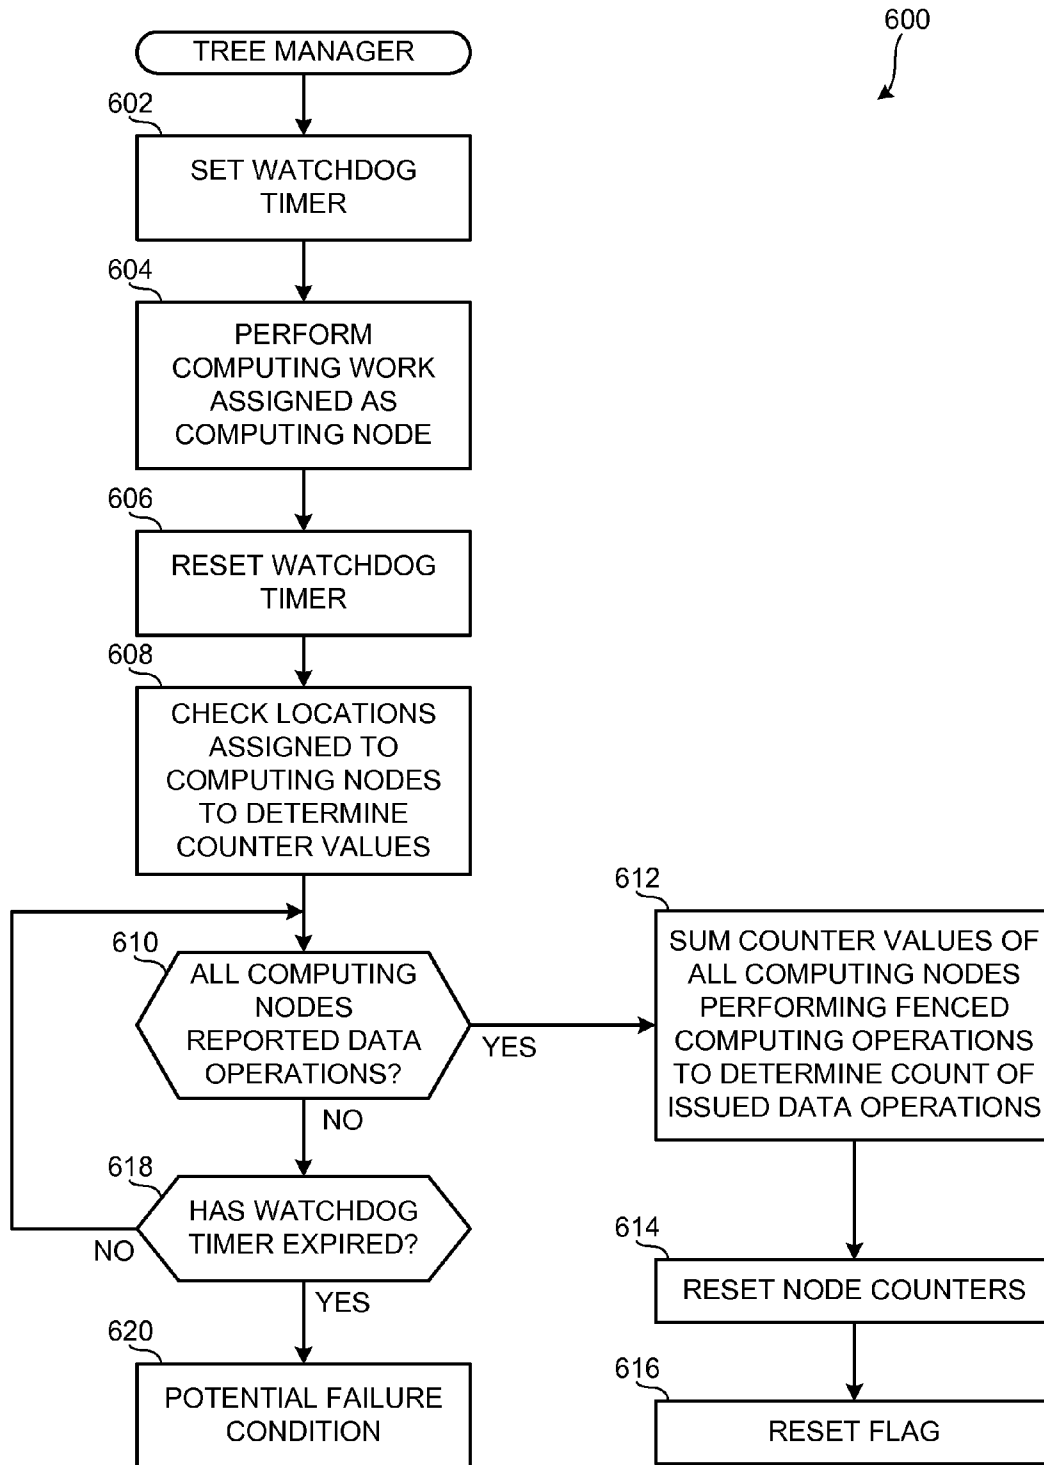 600
TREE MANAGER
602
SET WATCHDOG
TIMER
604
PERFORM
COMPUTING WORK
ASSIGNED AS
COMPUTING NODE
606
RESET WATCHDOG
TIMER
608
CHECK LOCATIONS
ASSIGNED TO
COMPUTING NODES
TO DETERMINE
COUNTER VALUES
610
ALL COMPUTING
NODES
REPORTED DATA
OPERATIONS?
YES
NO
612
SUM COUNTER VALUES OF
ALL COMPUTING NODES
PERFORMING FENCED
COMPUTING OPERATIONS
TO DETERMINE COUNT OF
ISSUED DATA OPERATIONS
614
RESET NODE COUNTERS
616
RESET FLAG
618
HAS WATCHDOG
TIMER EXPIRED?
NO
YES
620
POTENTIAL FAILURE
CONDITION